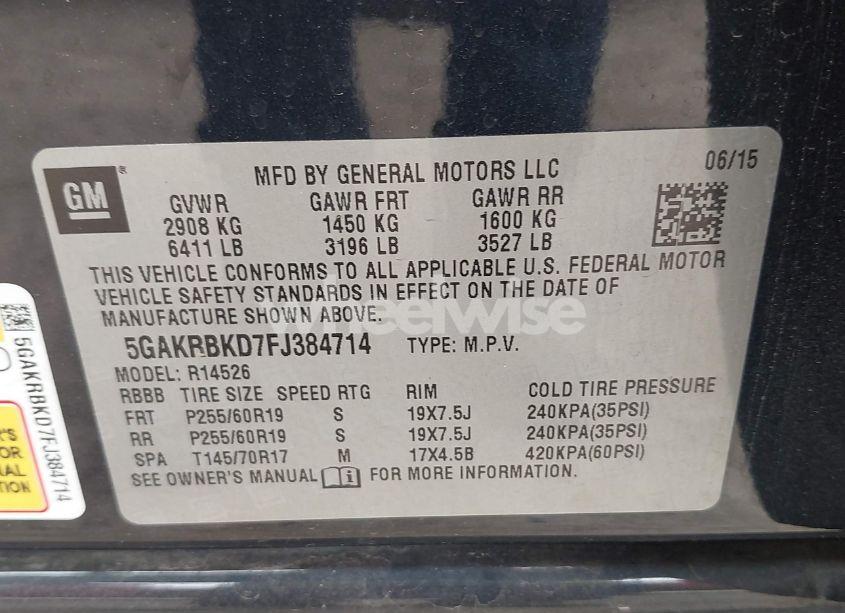 GM
®
MFD BY GENERAL MOTORS LLC
06/15
GVWR GAWR FRT GAWR RR
2908 KG 1450 KG 1600 KG
6411 LB 3196 LB 3527 LB
THIS VEHICLE CONFORMS TO ALL APPLICABLE U.S. FEDERAL MOTOR
VEHICLE SAFETY STANDARDS IN EFFECT ON THE DATE OF
MANUFACTURE SHOWN ABOVE.
wheelwise
5GAKRBKD7FJ384714 TYPE: M.P.V.
MODEL: R14526
RBBB TIRE SIZE SPEED RTG RIM COLD TIRE PRESSURE
FRT P255/60R19 S 19X7.5J 240KPA(35PSI)
RR P255/60R19 S 19X7.5J 240KPA(35PSI)
SPA T145/70R17 M 17X4.5B 420KPA(60PSI)
SEE OWNER'S MANUAL i FOR MORE INFORMATION.
5GAKRBKD7FJ384714